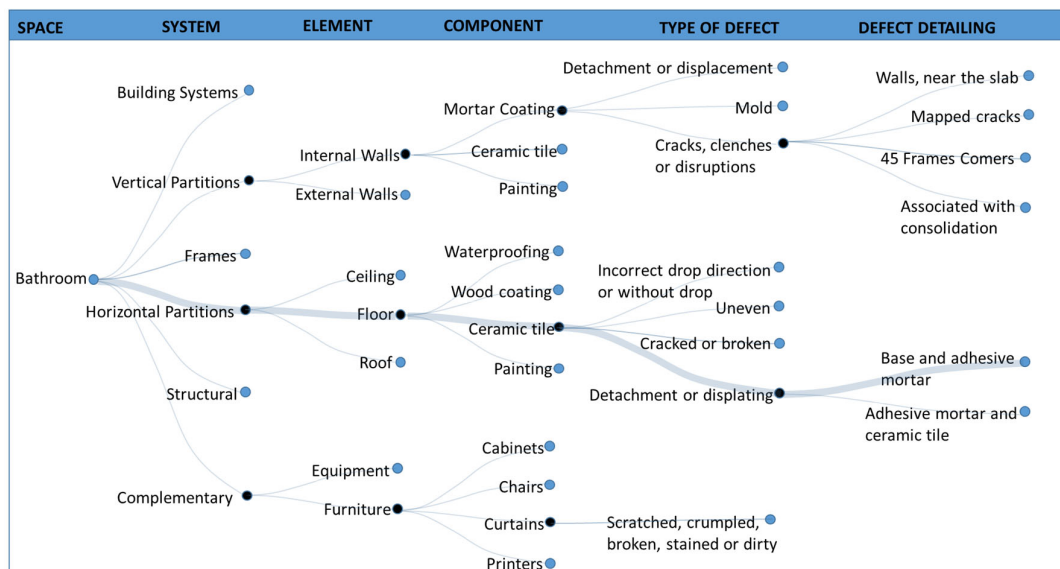 SPACE SYSTEM ELEMENT COMPONENT TYPE OF DEFECT DEFECT DETAILING
Bathroom
Building Systems
Vertical Partitions
Frames
Horizontal Partitions
Structural
Complementary
Internal Walls
External Walls
Ceiling
Floor
Roof
Equipment
Furniture
Mortar Coating
Ceramic tile
Painting
Waterproofing
Wood coating
Ceramic tile
Painting
Cabinets
Chairs
Curtains
Printers
Detachment or displacement
Mold
Cracks, clenches
or disruptions
Incorrect drop direction
or without drop
Uneven
Cracked or broken
Detachment or displating
Scratched, crumpled,
broken, stained or dirty
Walls, near the slab
Mapped cracks
45 Frames Comers
Associated with
consolidation
Base and adhesive
mortar
Adhesive mortar and
ceramic tile